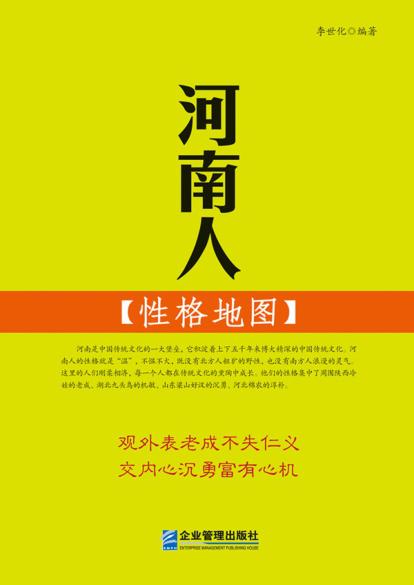 李世化◎编著
河南人
【性格地图】
河南是中国传统文化的一大堡垒，它积淀着上下五千年来博大精深的中国传统文化。河
南人的性格就是“温”，不愠不火，既没有北方人粗犷的野性，也没有南方人浪漫的灵气。
这里的人们刚柔相济，每一个人都在传统文化的熏陶中成长。他们的性格集中了周围陕西冷
娃的老成、湖北九头鸟的机敏、山东梁山好汉的沉勇、河北棉农的淳朴。
观外表老成不失仁义
交内心沉勇富有心机
企业管理出版社
ENTERPRISE MANAGEMENT PUBLISHING HOUSE
EMPH